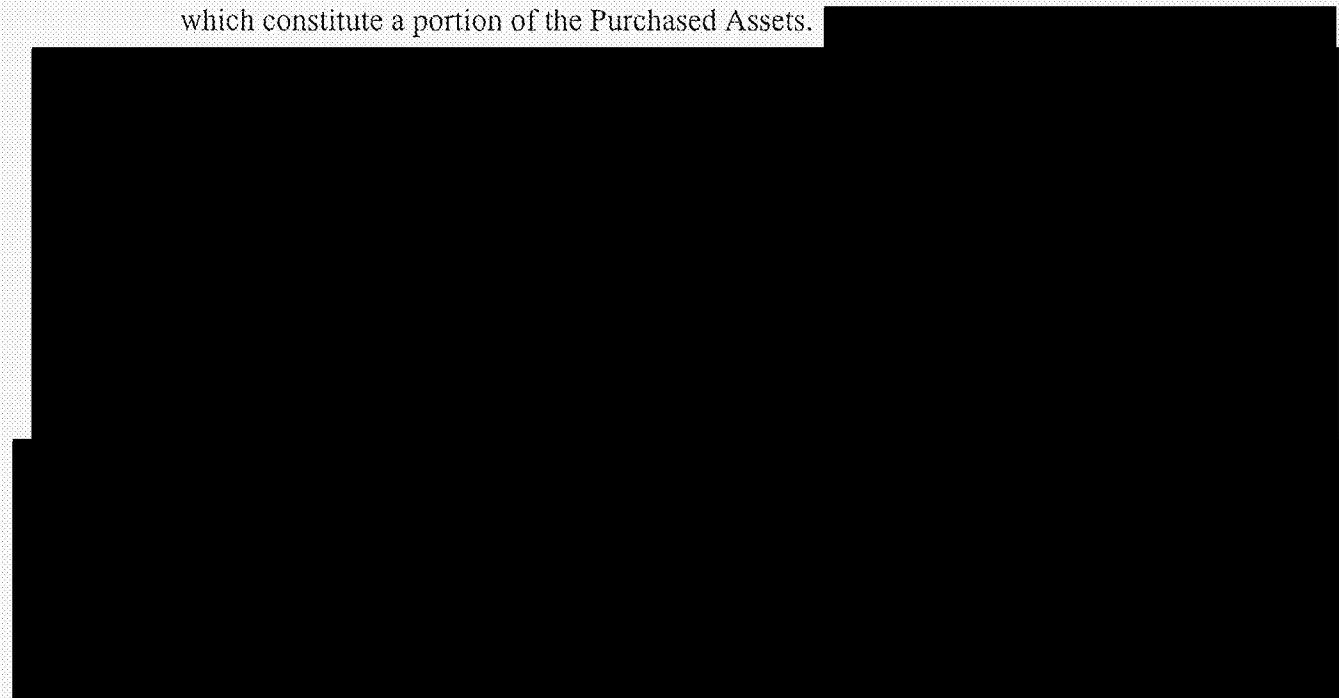 which constitute a portion of the Purchased Assets.